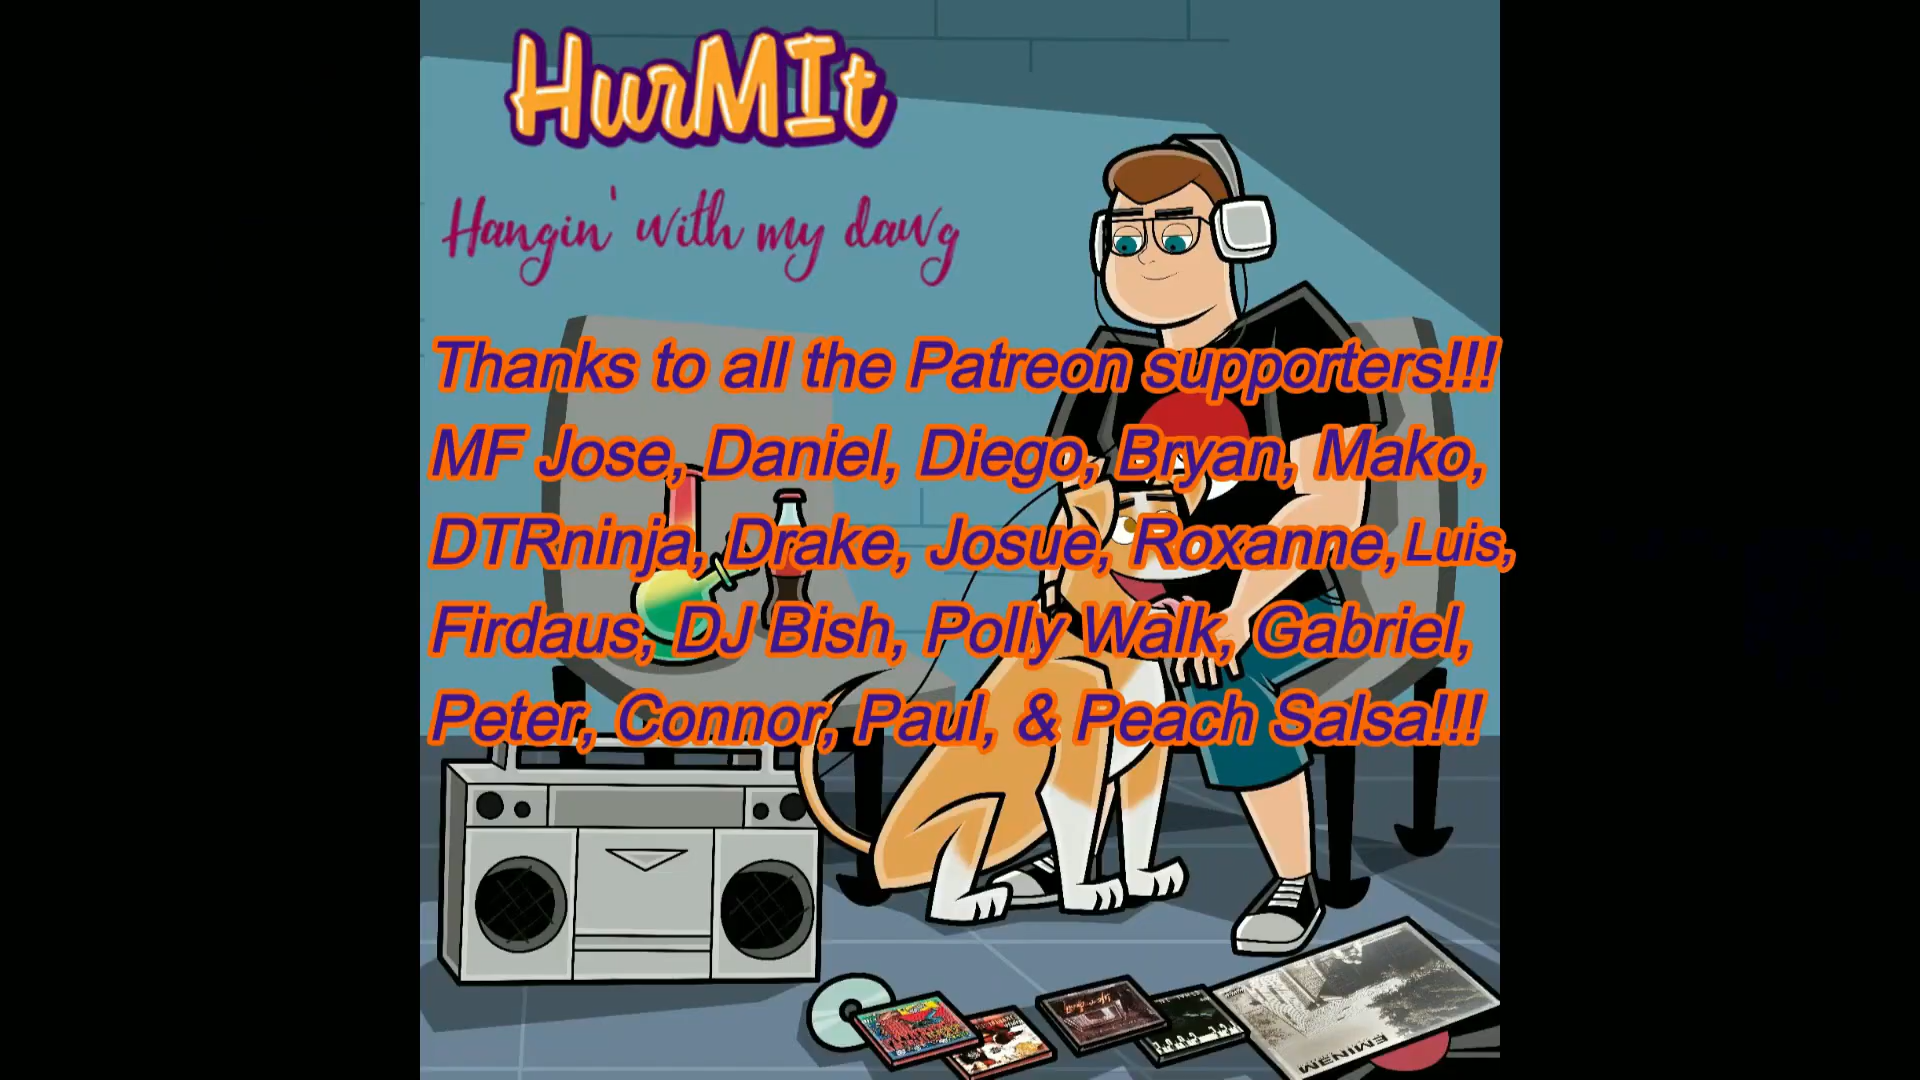 HurMIt
Hangin' with my dawg
Thanks to all the Patreon supporters!!!
MF Jose, Daniel, Diego, Bryan, Mako,
DTRninja, Drake, Josue, Roxanne, Luis,
Firdaus, DJ Bish, Polly Walk, Gabriel,
Peter, Connor, Paul, & Peach Salsa!!!
EMINEM